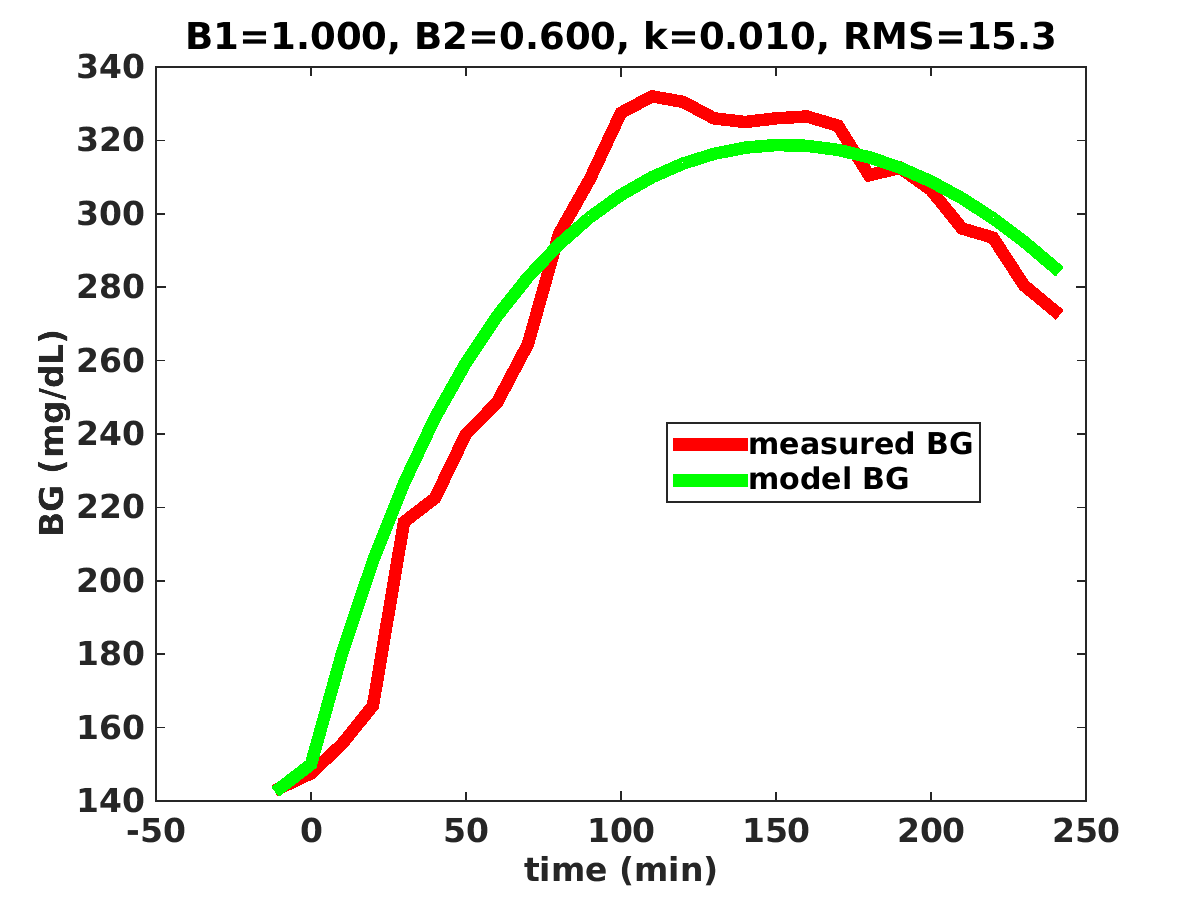 B1=1.000, B2=0.600, k=0.010, RMS=15.3
340
320
300
280
260
240
220
200
180
160
140
BG (mg/dL)
measured BG
model BG
-50 0 50 100 150 200 250
time (min)